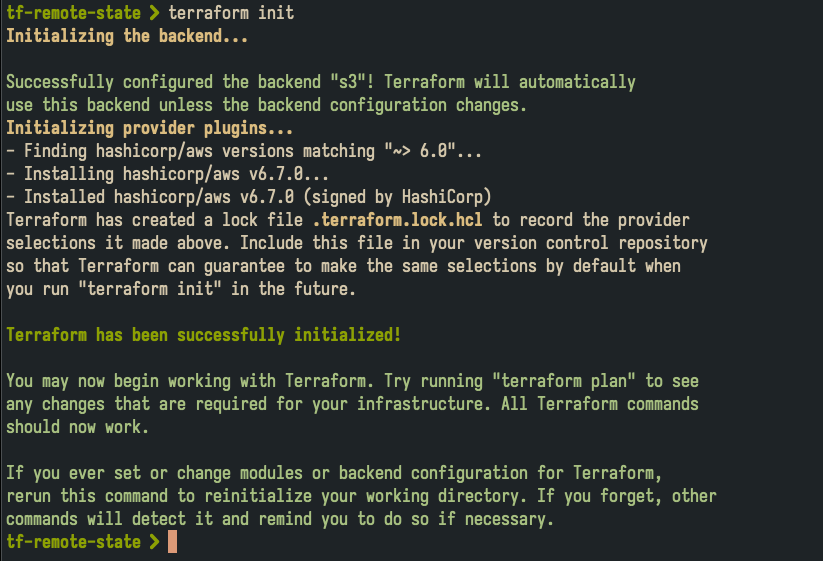 tf-remote-state ❯ terraform init
Initializing the backend...
Successfully configured the backend "s3"! Terraform will automatically
use this backend unless the backend configuration changes.
Initializing provider plugins...
- Finding hashicorp/aws versions matching "~> 6.0"...
- Installing hashicorp/aws v6.7.0...
- Installed hashicorp/aws v6.7.0 (signed by HashiCorp)
Terraform has created a lock file .terraform.lock.hcl to record the provider
selections it made above. Include this file in your version control repository
so that Terraform can guarantee to make the same selections by default when
you run "terraform init" in the future.
Terraform has been successfully initialized!
You may now begin working with Terraform. Try running "terraform plan" to see
any changes that are required for your infrastructure. All Terraform commands
should now work.
If you ever set or change modules or backend configuration for Terraform,
rerun this command to reinitialize your working directory. If you forget, other
commands will detect it and remind you to do so if necessary.
tf-remote-state ❯